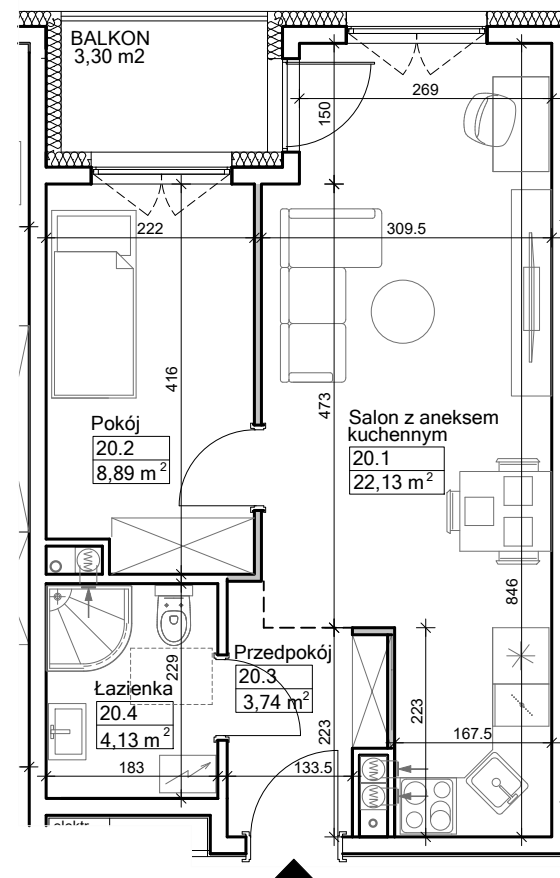 BALKON
3,30 m2
269
150
222
309.5
416
473
Pokój
20.2
8,89 m²
Salon z aneksem
kuchennym
20.1
22,13 m²
846
229
Przedpokój
20.3
3,74 m²
Łazienka
20.4
4,13 m²
223
223
167.5
183
133.5
elektr.